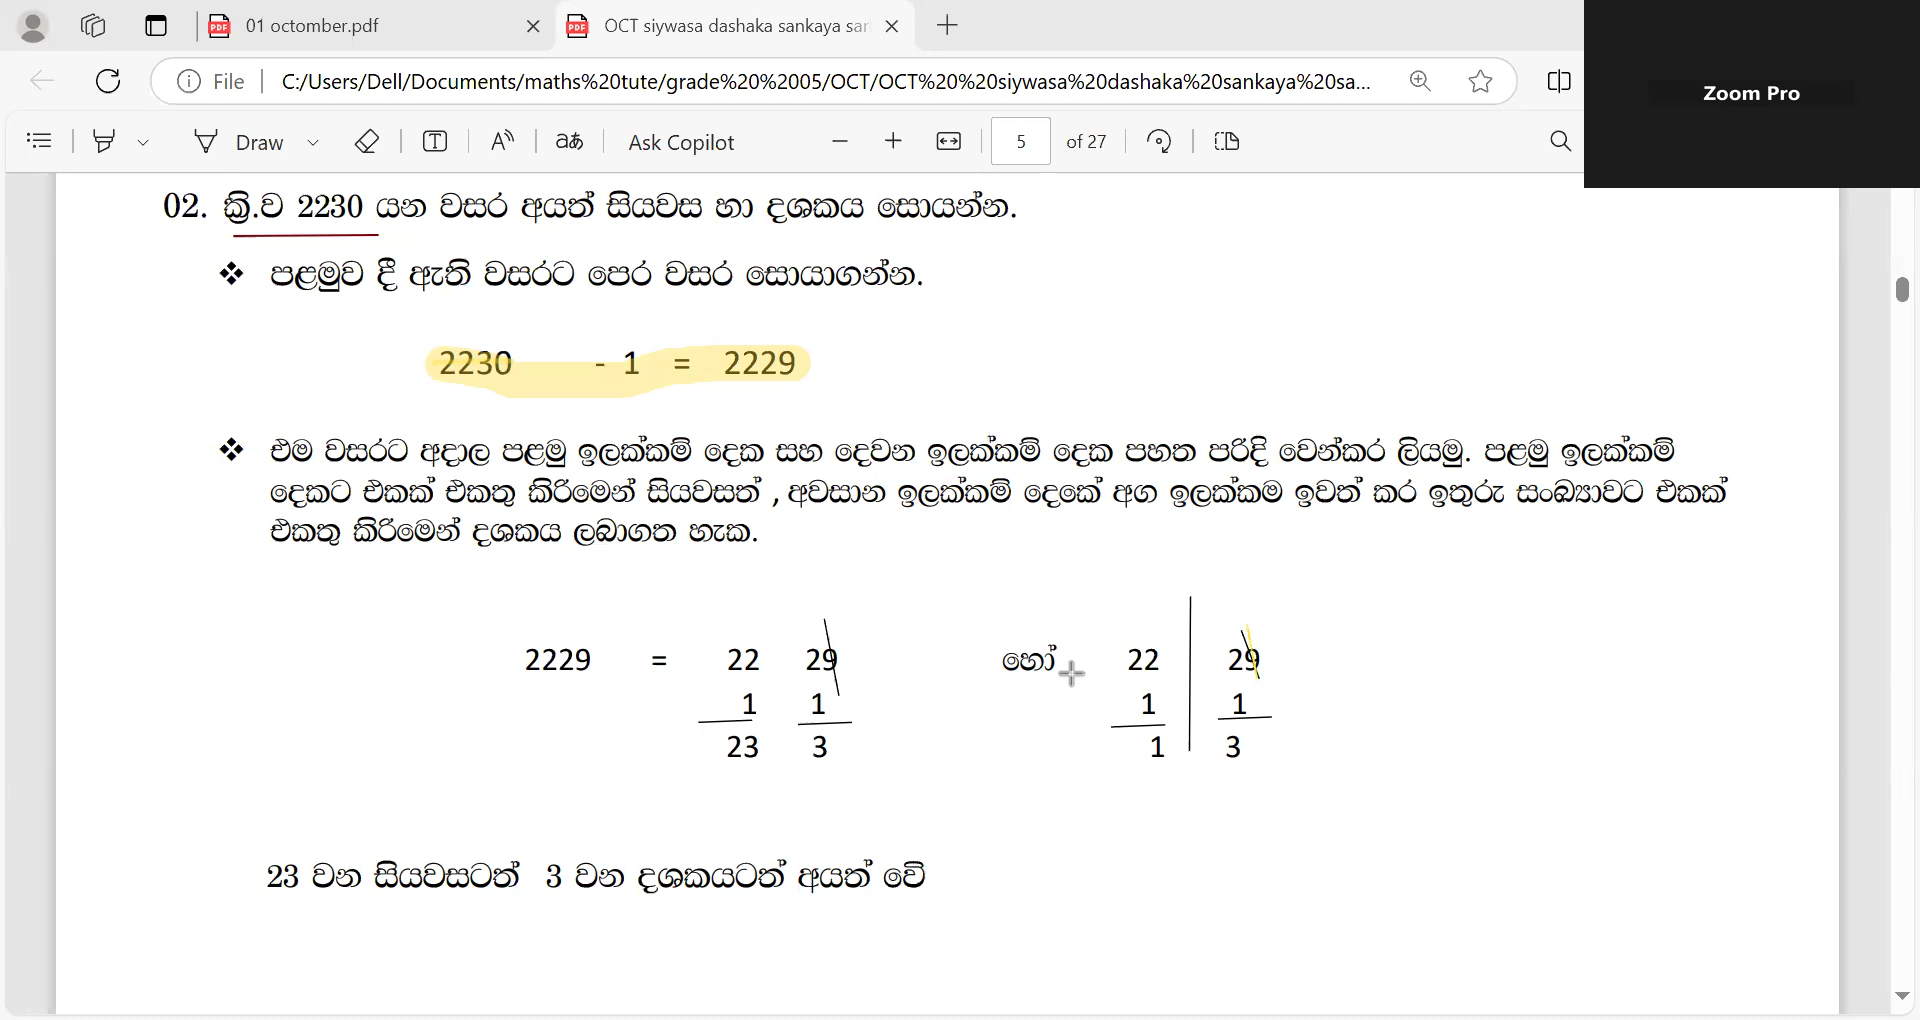 01 octomber.pdf
OCT siywasa dashaka sankaya sar
File C:/Users/Dell/Documents/maths%20tute/grade%20%2005/OCT/OCT%20%20siywasa%20dashaka%20sankaya%20sa...
Zoom Pro
Draw Ask Copilot 5 of 27
02. ක්‍රි.ව 2230 යන වසර අයත් සියවස හා දශකය සොයන්න.
❖ පළමුව දී ඇති වසරට පෙර වසර සොයාගන්න.
2230 - 1 = 2229
❖ එම වසරට අදාල පළමු ඉලක්කම් දෙක සහ දෙවන ඉලක්කම් දෙක පහත පරිදි වෙන්කර ලියමු. පළමු ඉලක්කම්
දෙකට එකක් එකතු කිරිමෙන් සියවසත් , අවසාන ඉලක්කම් දෙකේ අග ඉලක්කම ඉවත් කර ඉතුරු සංඛ්‍යාවට එකක්
එකතු කිරිමෙන් දශකය ලබාගත හැක.
2229 = 22 29 හෝ 22 29
1 1 1 1
23 3 1 3
23 වන සියවසටත් 3 වන දශකයටත් අයත් වේ